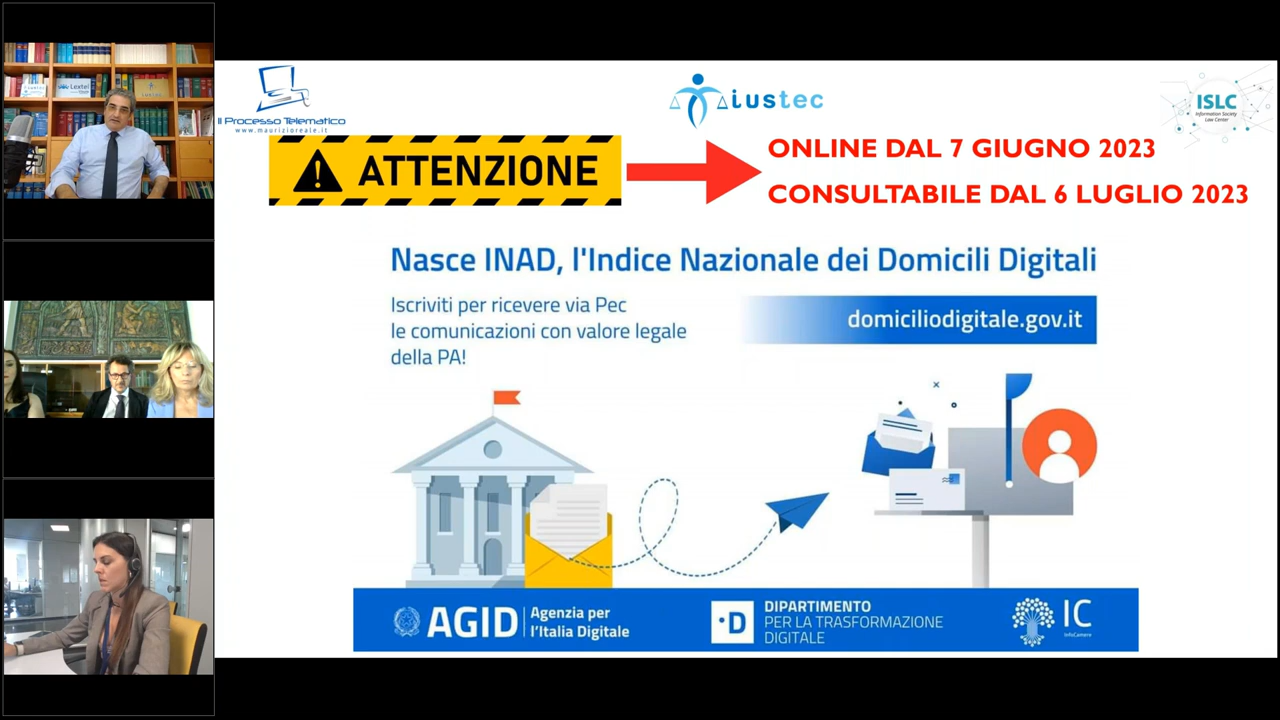 Lextel
Il Processo Telematico
www.maurizioreale.it
iustec
ISLC
Information Society
Law Center
ATTENZIONE
ONLINE DAL 7 GIUGNO 2023
CONSULTABILE DAL 6 LUGLIO 2023
Nasce INAD, l'Indice Nazionale dei Domicili Digitali
Iscriviti per ricevere via Pec
le comunicazioni con valore legale
della PA!
domiciliodigitale.gov.it
AGID
Agenzia per
l'Italia Digitale
D
DIPARTIMENTO
PER LA TRASFORMAZIONE
DIGITALE
IC
InfoCamere